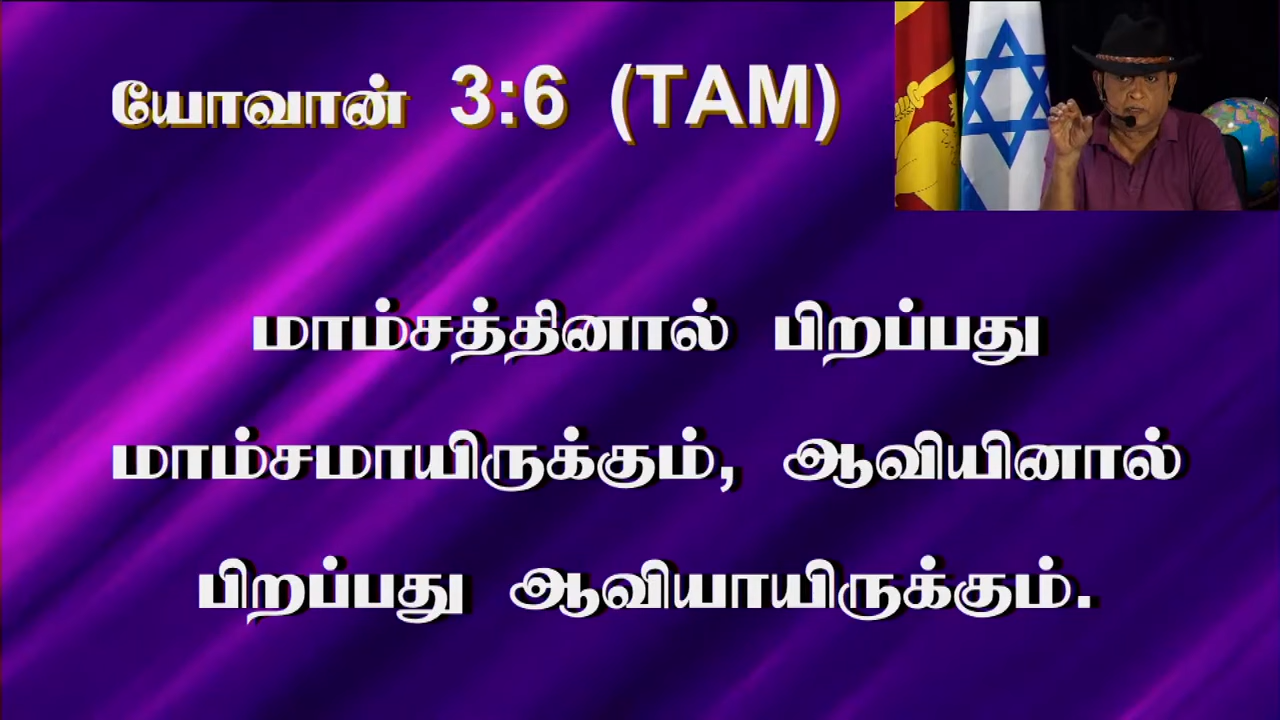 யோவான் 3:6 (TAM)
மாம்சத்தினால் பிறப்பது
மாம்சமாயிருக்கும், ஆவியினால்
பிறப்பது ஆவியாயிருக்கும்.